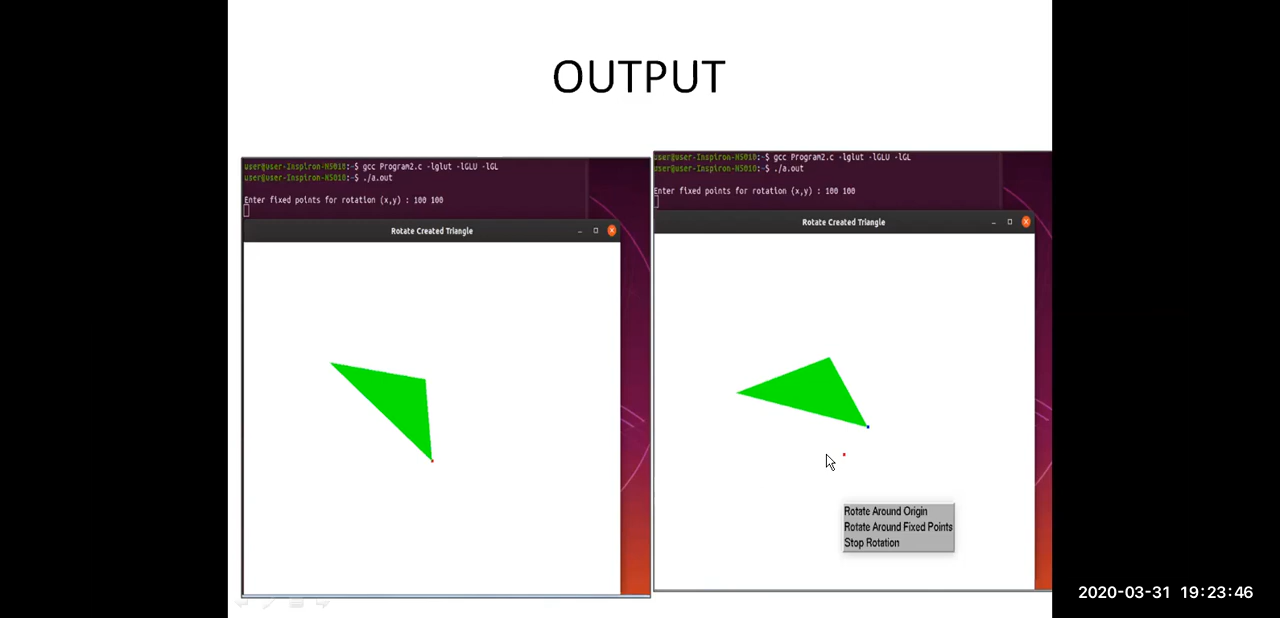 OUTPUT
user@user-Inspiron-N5010:~$ gcc Program2.c -lglut -lGLU -lGL
user@user-Inspiron-N5010:~$ ./a.out
Enter fixed points for rotation (x,y) : 100 100
Rotate Created Triangle
user@user-Inspiron-N5010:~$ gcc Program2.c -lglut -lGLU -lGL
user@user-Inspiron-N5010:~$ ./a.out
Enter fixed points for rotation (x,y) : 100 100
Rotate Created Triangle
Rotate Around Origin
Rotate Around Fixed Points
Stop Rotation
2020-03-31 19:23:46